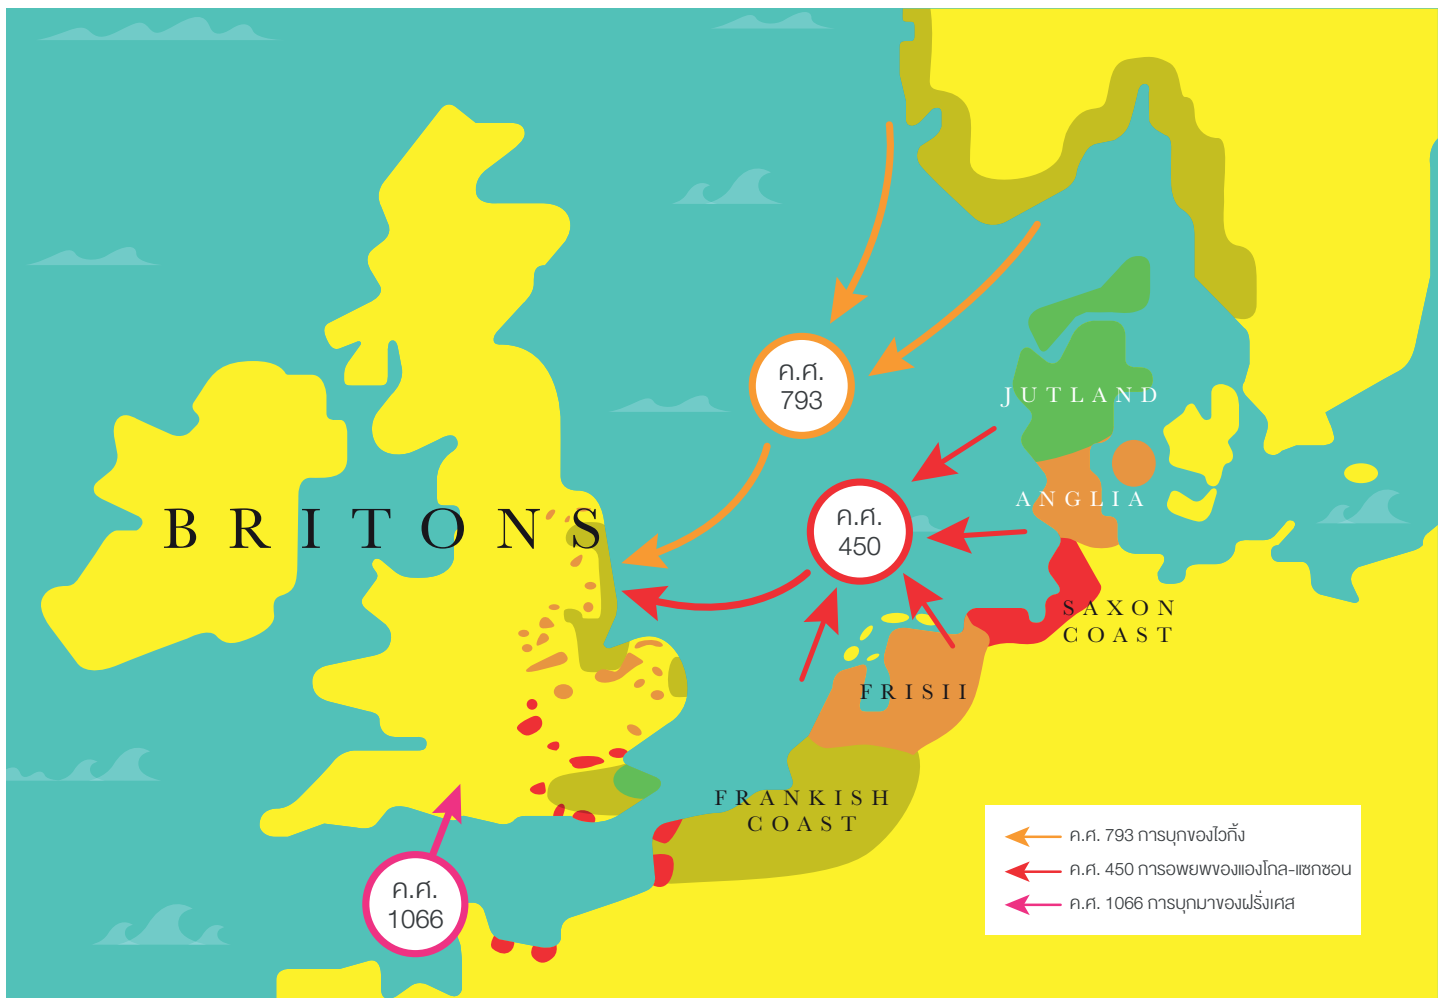 ค.ศ.
793
JUTLAND
ANGLIA
BRITONS
ค.ศ.
450
SAXON
COAST
FRISII
FRANKISH
COAST
ค.ศ. 793 การบุกของไวกิ้ง
ค.ศ. 450 การอพยพของแองโกล-แซกซอน
ค.ศ. 1066 การบุกมาของฝรั่งเศส
ค.ศ.
1066